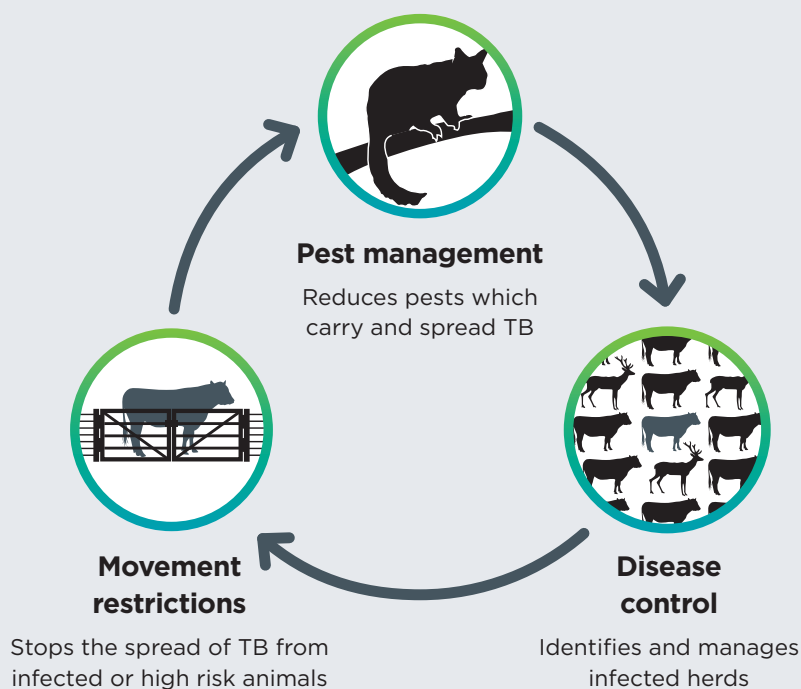 Pest management
Reduces pests which
carry and spread TB
Movement
restrictions
Stops the spread of TB from
infected or high risk animals
Disease
control
Identifies and manages
infected herds